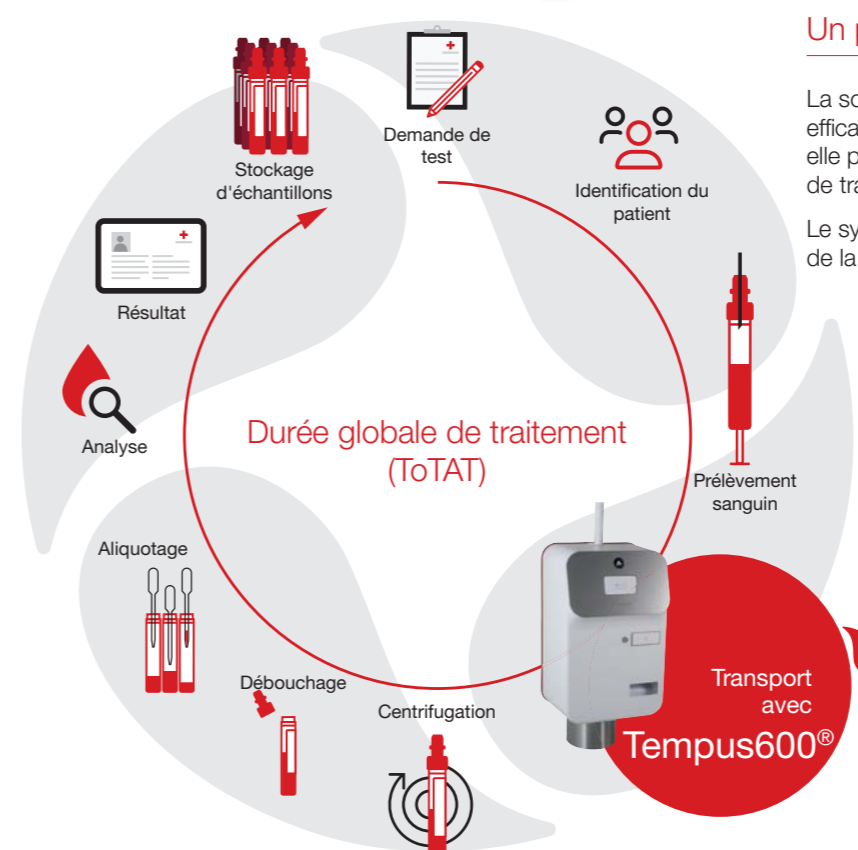 Un p
La so
effica
elle p
de tra
Le sy
de la
Demande de
test
Identification du
patient
Prélèvement
sanguin
Transport
avec
Tempus600®
Centrifugation
Débouchage
Aliquotage
Analyse
Résultat
Stockage
d'échantillons
Durée globale de traitement
(ToTAT)